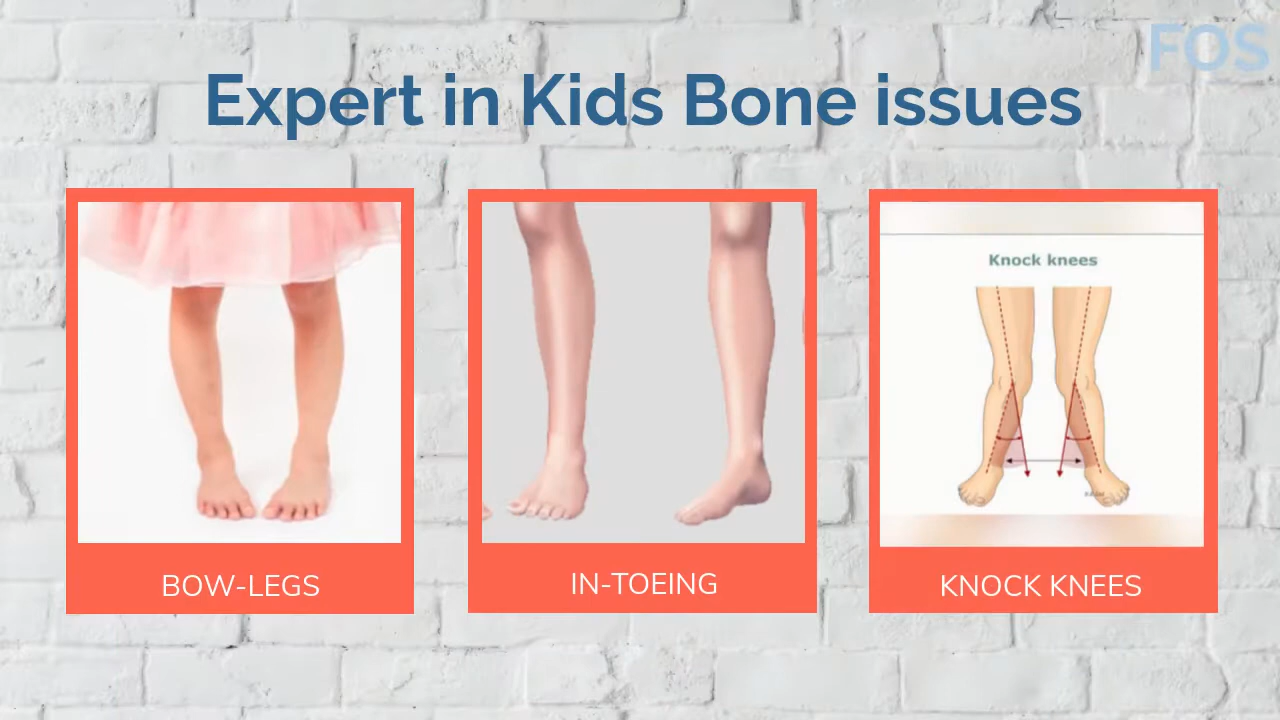 FOS
Expert in Kids Bone issues
Knock knees
BOW-LEGS
IN-TOEING
KNOCK KNEES